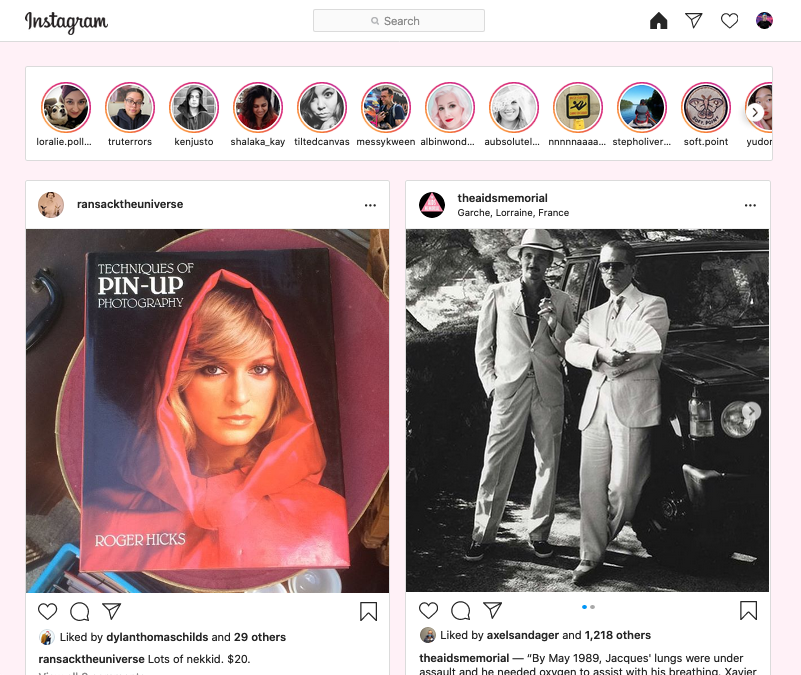 Instagram
Search
loralie.poll...
truterrors
kenjusto
shalaka_kay
tiltedcanvas
messykween
albinwond...
aubsolutel...
nnnnnaaaa...
stepholiver...
soft.point
yudor
ransacktheuniverse
TECHNIQUES OF
PIN-UP
PHOTOGRAPHY
ROGER HICKS
Liked by dylanthomaschilds and 29 others
ransacktheuniverse Lots of nekkid. $20.
theaidsmemorial
Garche, Lorraine, France
Liked by axelsandager and 1,218 others
theaidsmemorial — “By May 1989, Jacques' lungs were under
assault and he needed oxygen to assist with his breathing. Xavier